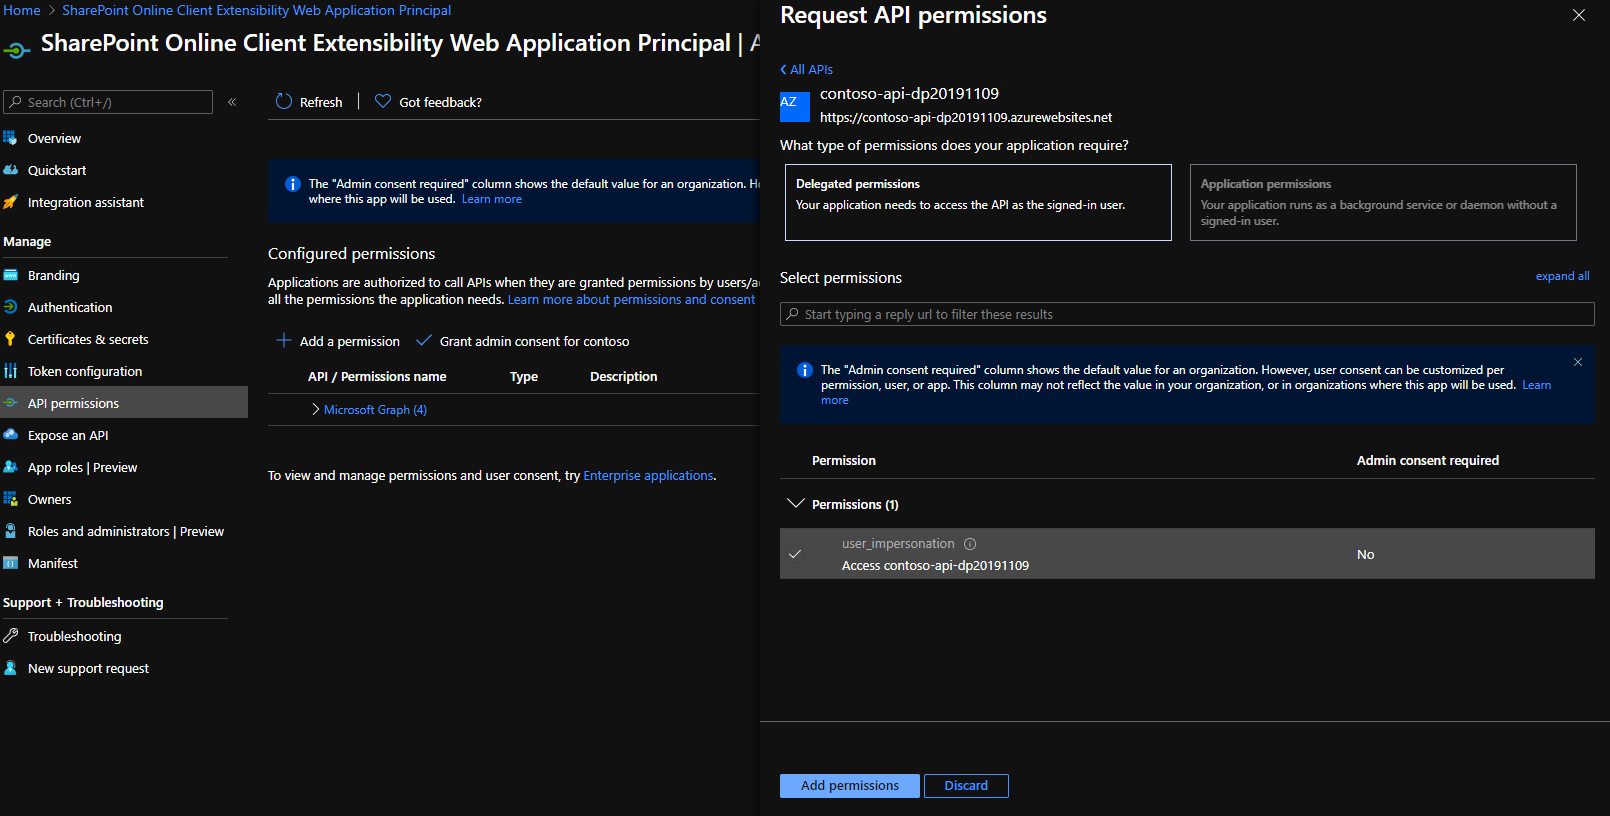 Home > SharePoint Online Client Extensibility Web Application Principal
SharePoint Online Client Extensibility Web Application Principal | A
Search (Ctrl+/)
«
Overview
Quickstart
Integration assistant
Manage
Branding
Authentication
Certificates & secrets
Token configuration
API permissions
Expose an API
App roles | Preview
Owners
Roles and administrators | Preview
Manifest
Support + Troubleshooting
Troubleshooting
New support request
Refresh | Got feedback?
The "Admin consent required" column shows the default value for an organization. Ho
where this app will be used. Learn more
Configured permissions
Applications are authorized to call APIs when they are granted permissions by users/a
all the permissions the application needs. Learn more about permissions and consent
Add a permission Grant admin consent for contoso
API / Permissions name Type Description
Microsoft Graph (4)
To view and manage permissions and user consent, try Enterprise applications.
Request API permissions
All APIs
AZ
contoso-api-dp20191109
https://contoso-api-dp20191109.azurewebsites.net
What type of permissions does your application require?
Delegated permissions
Your application needs to access the API as the signed-in user.
Application permissions
Your application runs as a background service or daemon without a
signed-in user.
Select permissions
expand all
Start typing a reply url to filter these results
The "Admin consent required" column shows the default value for an organization. However, user consent can be customized per
permission, user, or app. This column may not reflect the value in your organization, or in organizations where this app will be used. Learn
more
Permission Admin consent required
Permissions (1)
user_impersonation
Access contoso-api-dp20191109
No
Add permissions Discard